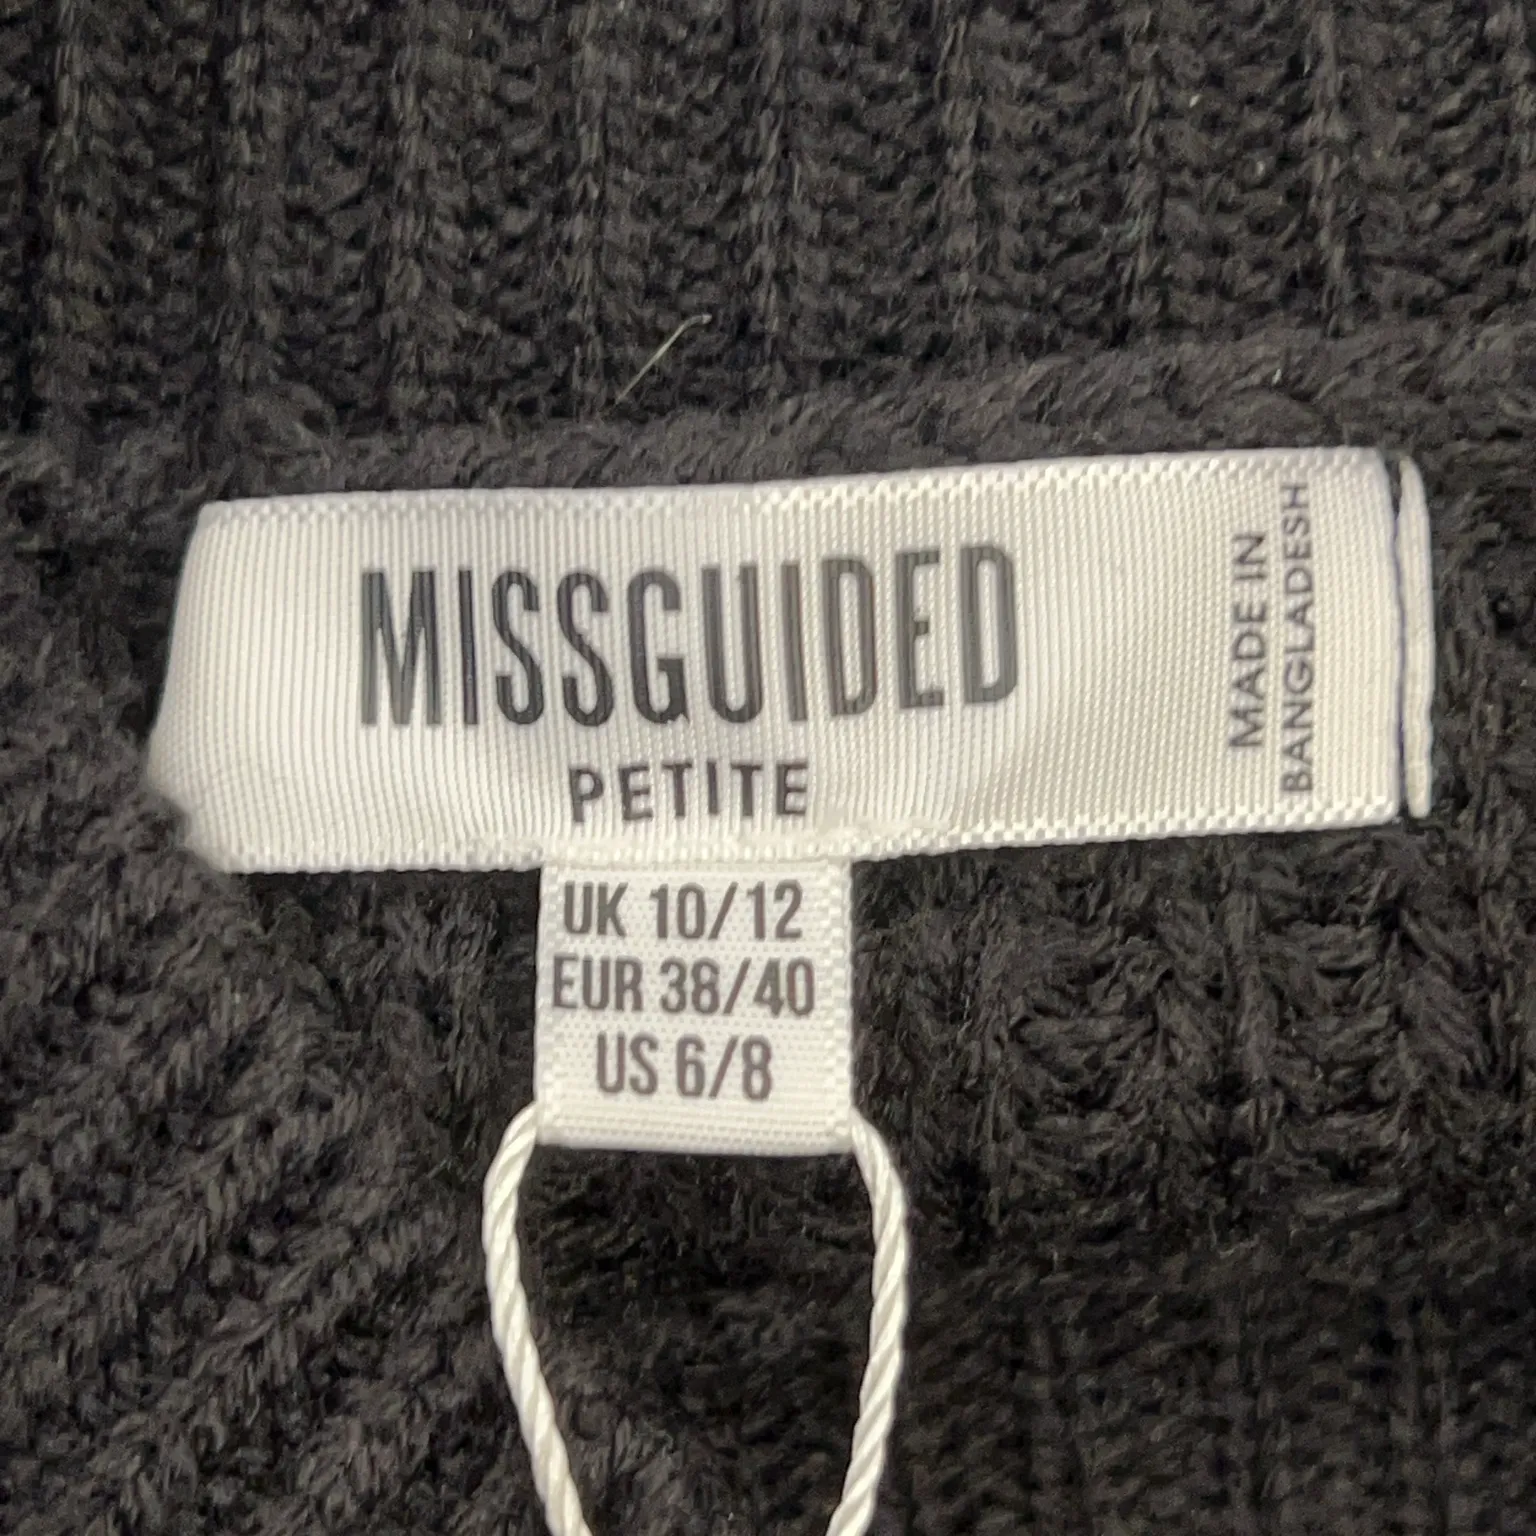 MISSGUIDED
PETITE
MADE IN
BANGLADESH
UK 10/12
EUR 38/40
US 6/8